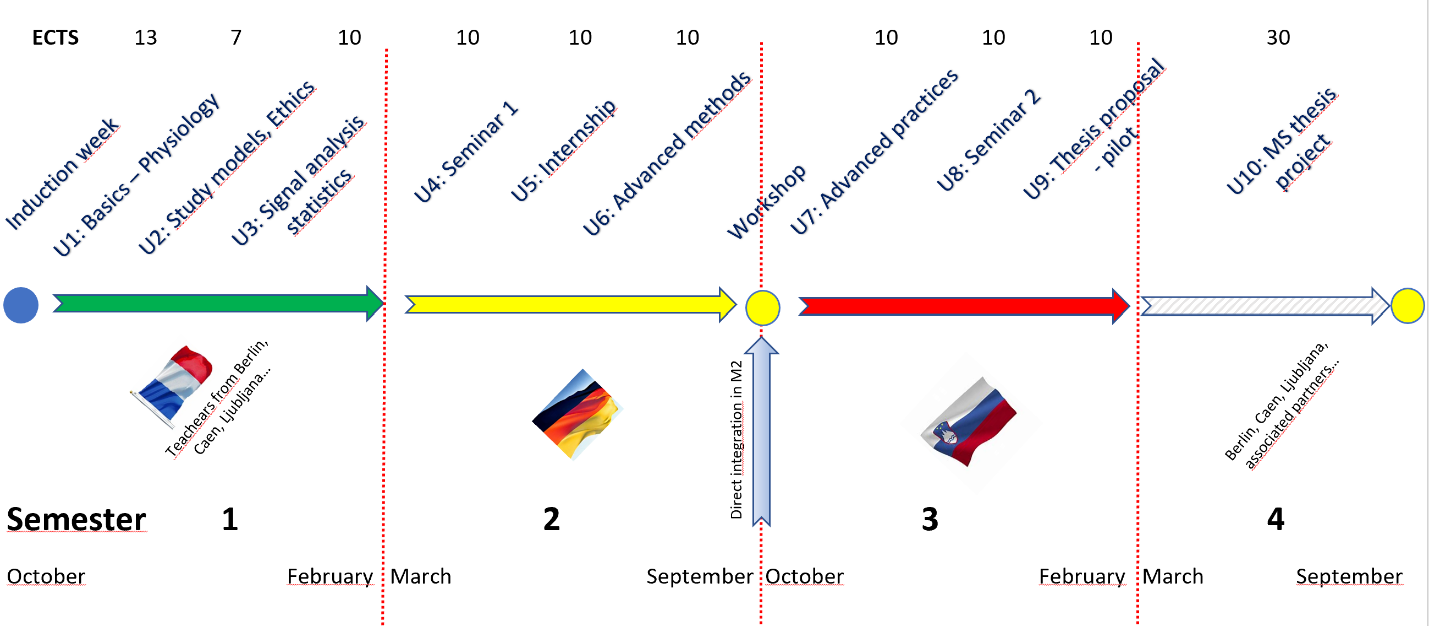 ECTS 13 7 10 10 10 10 10 10 10 30
Induction week
U1: Basics – Physiology
U2: Study models, Ethics
U3: Signal analysis
statistics
U4: Seminar 1
U5: Internship
U6: Advanced methods
Workshop
U7: Advanced practices
U8: Seminar 2
U9: Thesis proposal
- pilot
U10: MS thesis
project
Teachears from Berlin,
Caen, Ljubljana...
Direct integration in M2
Berlin, Caen, Ljubljana,
associated partners...
Semester 1 2 3 4
October February March September October February March September